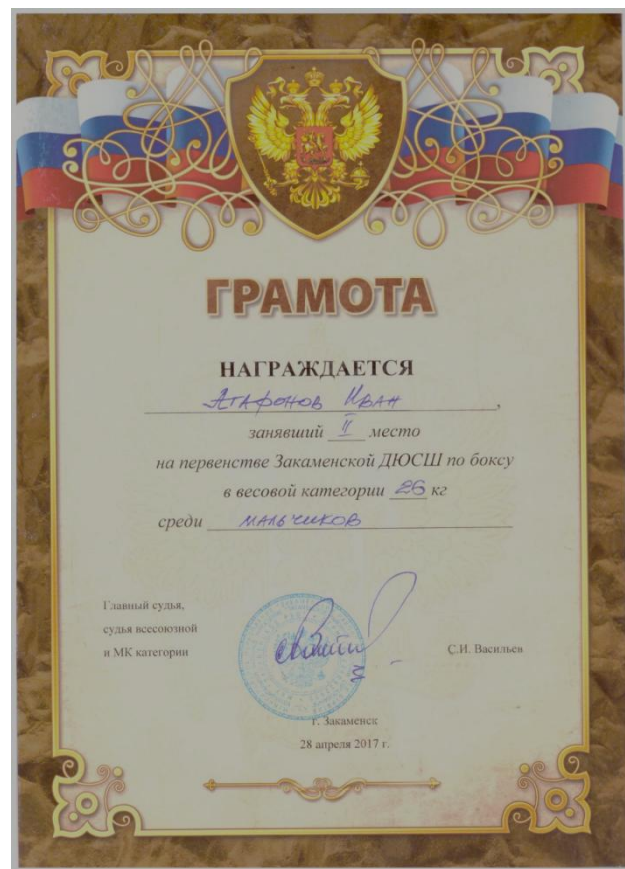 ГРАМОТА
НАГРАЖДАЕТСЯ
Агафонов Иван,
занявший II место
на первенстве Закаменской ДЮСШ по боксу
в весовой категории 26 кг
среди мальчиков
Главный судья,
судья всесоюзной
и МК категории
С.И. Васильев
г. Закаменск
28 апреля 2017 г.